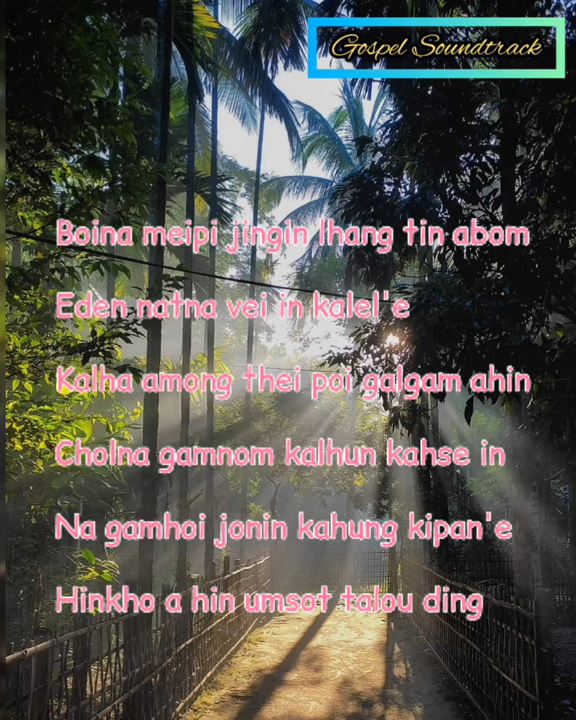 Gospel Soundtrack
Boina meipi jingin lhang tin abom
Eden natna vei in kalel'e
Kalha among thei poi galgam ahin
Cholna gamnom kalhun kahse in
Na gamhoi jonin kahung kipan'e
Hinkho a hin umsot talou ding